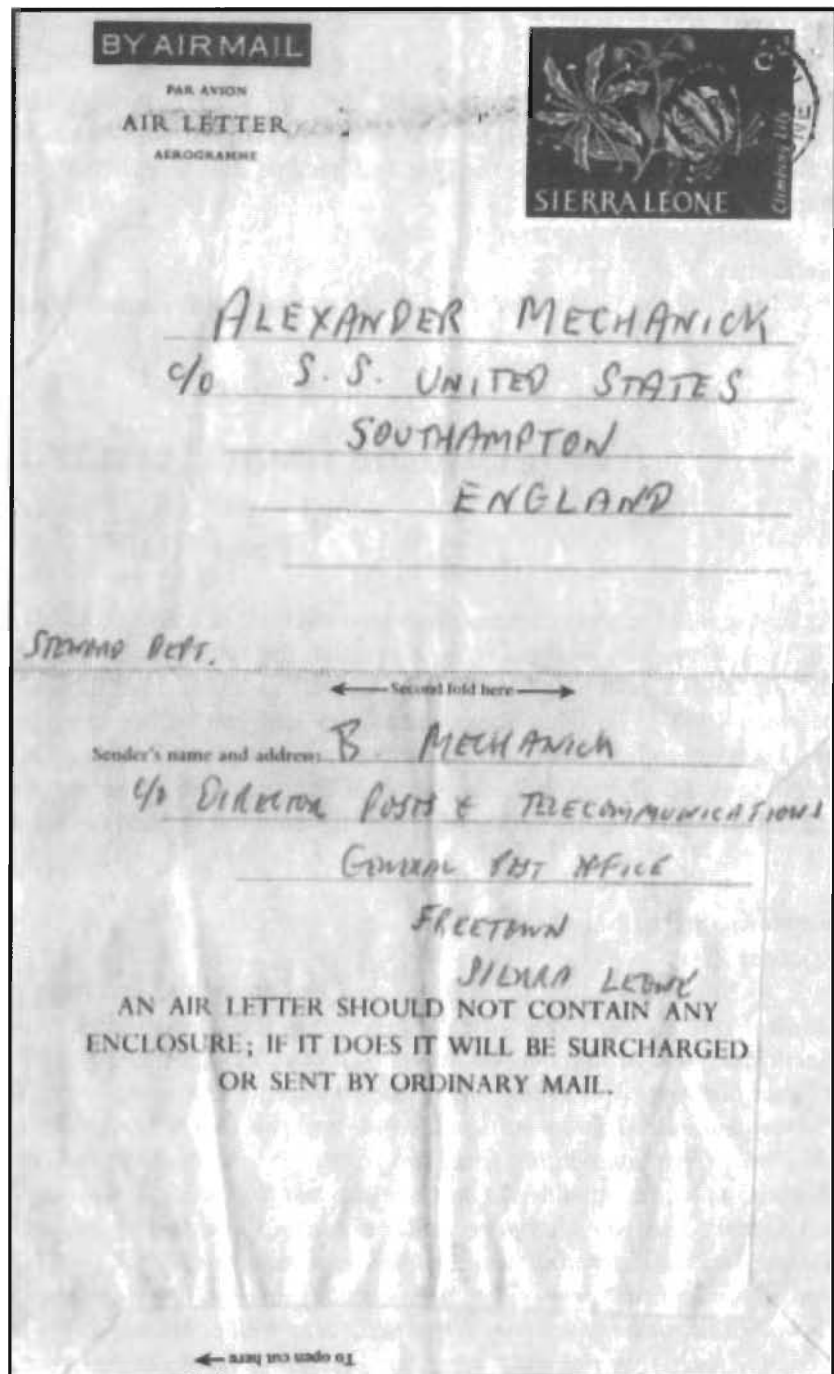 BY AIR MAIL
PAR AVION
AIR LETTER
AEROGRAMME
SIERRA LEONE
Climbing Lily
ALEXANDER MECHANICK
c/o S.S. UNITED STATES
SOUTHAMPTON
ENGLAND
STEWARD DEPT.
Second fold here
Sender's name and address: B. MECHANICK
c/o DIRECTOR POSTS & TELECOMMUNICATIONS
GENERAL POST OFFICE
FREETOWN
SIERRA LEONE
AN AIR LETTER SHOULD NOT CONTAIN ANY
ENCLOSURE; IF IT DOES IT WILL BE SURCHARGED
OR SENT BY ORDINARY MAIL.
To open cut here